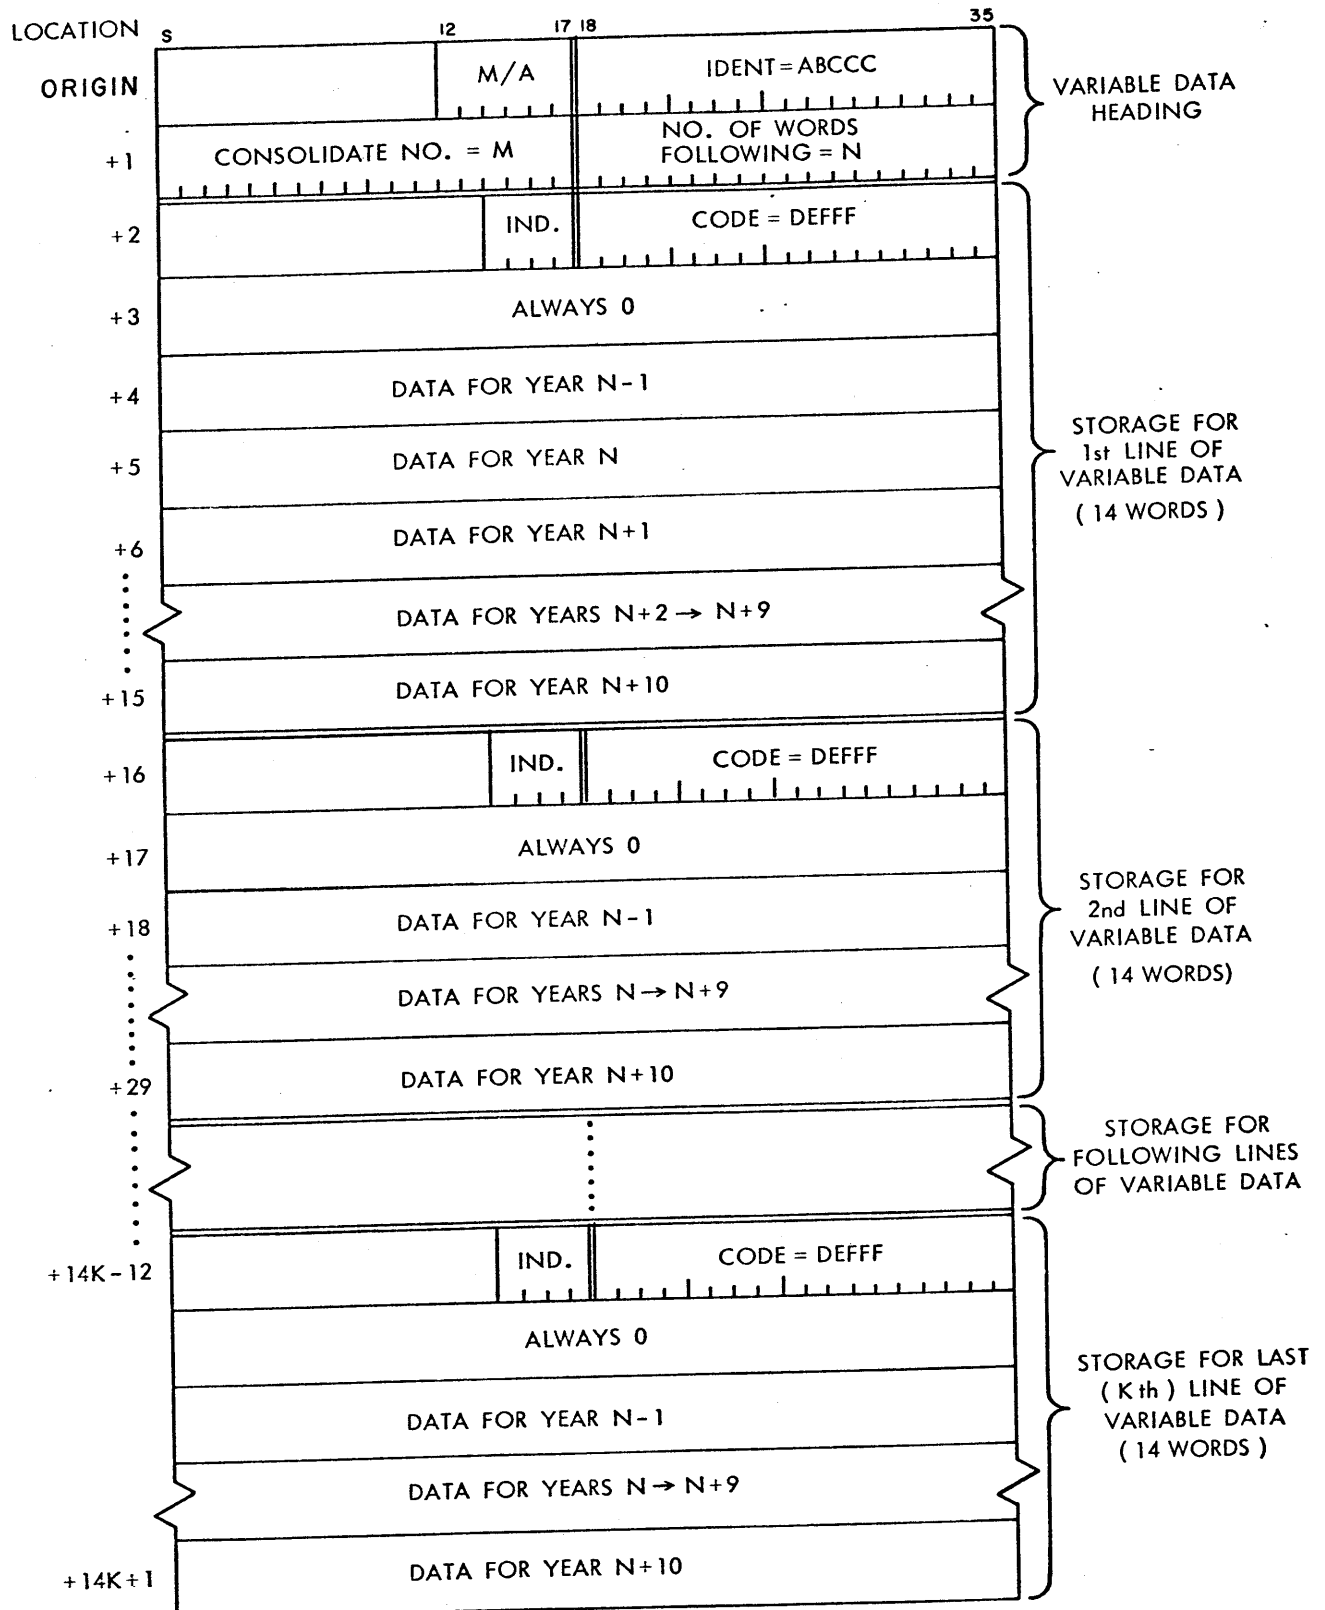 LOCATION S 12 17 18 35
ORIGIN M/A IDENT = ABCCC
VARIABLE DATA
HEADING
+1 CONSOLIDATE NO. = M
NO. OF WORDS
FOLLOWING = N
+2 IND. CODE = DEFFF
+3 ALWAYS 0
+4 DATA FOR YEAR N-1
+5 DATA FOR YEAR N
+6 DATA FOR YEAR N+1
DATA FOR YEARS N+2 → N+9
+15 DATA FOR YEAR N+10
STORAGE FOR
1st LINE OF
VARIABLE DATA
( 14 WORDS )
+16 IND. CODE = DEFFF
+17 ALWAYS 0
+18 DATA FOR YEAR N-1
DATA FOR YEARS N → N+9
+29 DATA FOR YEAR N+10
STORAGE FOR
2nd LINE OF
VARIABLE DATA
( 14 WORDS)
STORAGE FOR
FOLLOWING LINES
OF VARIABLE DATA
+14K-12 IND. CODE = DEFFF
ALWAYS 0
DATA FOR YEAR N-1
DATA FOR YEARS N → N+9
+14K+1 DATA FOR YEAR N+10
STORAGE FOR LAST
( K th ) LINE OF
VARIABLE DATA
( 14 WORDS )